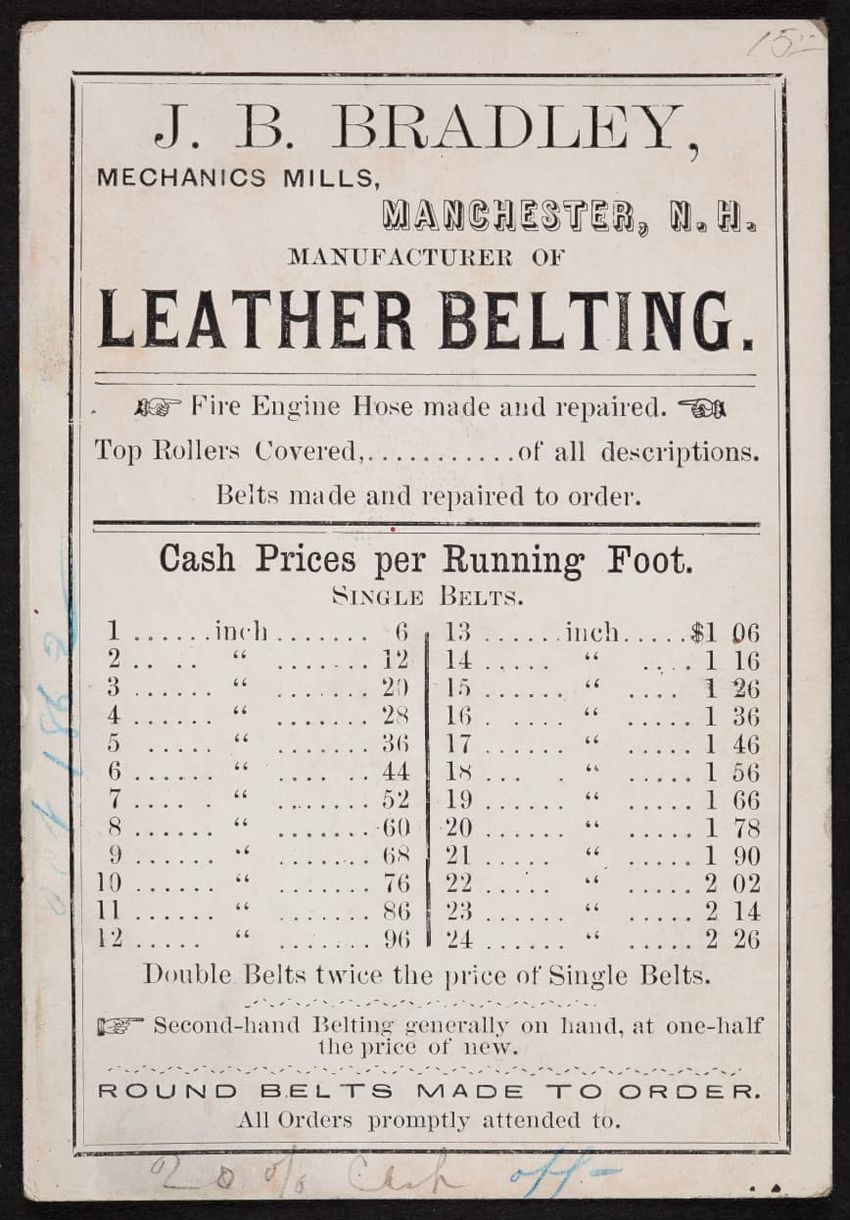 15
J. B. BRADLEY,
MECHANICS MILLS,
MANCHESTER, N. H.
MANUFACTURER OF
LEATHER BELTING.
Fire Engine Hose made and repaired.
Top Rollers Covered,...........of all descriptions.
Belts made and repaired to order.
Cash Prices per Running Foot.
SINGLE BELTS.
1 ......inch....... 6
2 .. .. “ ....... 12
3 ...... “ ....... 20
4 ...... “ ....... 28
5 ..... “ ....... 36
6 ...... “ .... .. 44
7 .... . “ ....... 52
8 ...... “ ....... 60
9 ...... “ ....... 68
10 ...... “ ....... 76
11 ...... “ ....... 86
12 ..... “ ....... 96
13 ......inch.....$1 06
14 ..... “ .... 1 16
15 ...... “ .... 1 26
16 ...... “ ..... 1 36
17 ...... “ ..... 1 46
18 ... . “ ..... 1 56
19 ...... “ ..... 1 66
20 ...... “ ..... 1 78
21 ..... “ ..... 1 90
22 ...... “ ..... 2 02
23 ...... “ ..... 2 14
24 ...... “ ..... 2 26
Double Belts twice the price of Single Belts.
Second-hand Belting generally on hand, at one-half
the price of new.
ROUND BELTS MADE TO ORDER.
All Orders promptly attended to.
20 % Cash off-